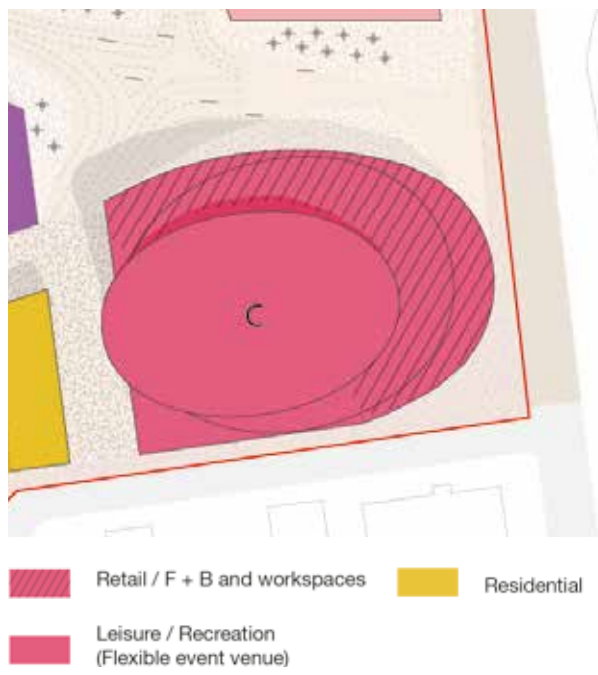 C
Retail / F + B and workspaces
Residential
Leisure / Recreation
(Flexible event venue)